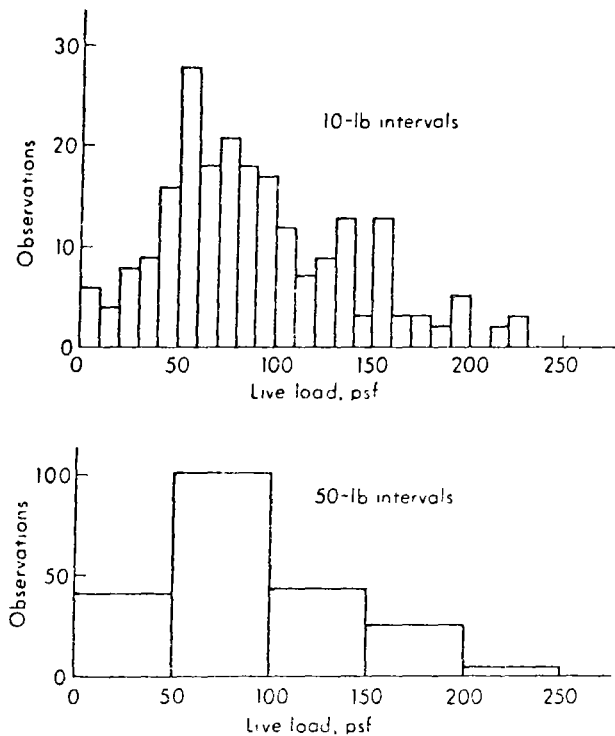 30
20
10
0
Observations
10-lb intervals
0 50 100 150 200 250
Live load, psf
100
50
0
Observations
50-lb intervals
0 50 100 150 200 250
Live load, psf